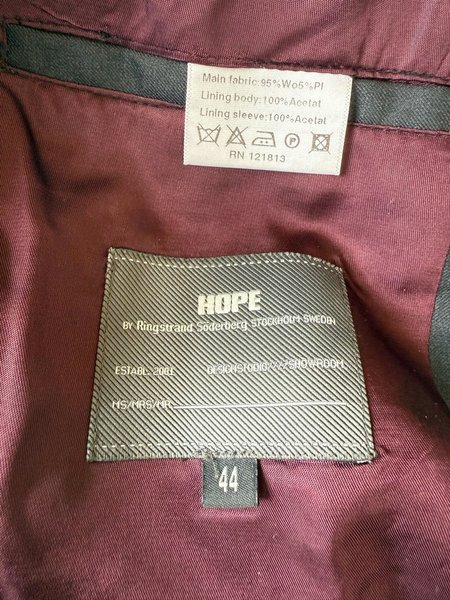 Main fabric:95%Wo5%Pl
Lining body:100%Acetat
Lining sleeve:100%Acetat
P
RN 121813
HOPE
BY Ringstrand Söderberg STOCKHOLM SWEDEN
ESTABL. 2001 DESIGNSTUDIO///SHOWROOM
MS/MRS/MR
44